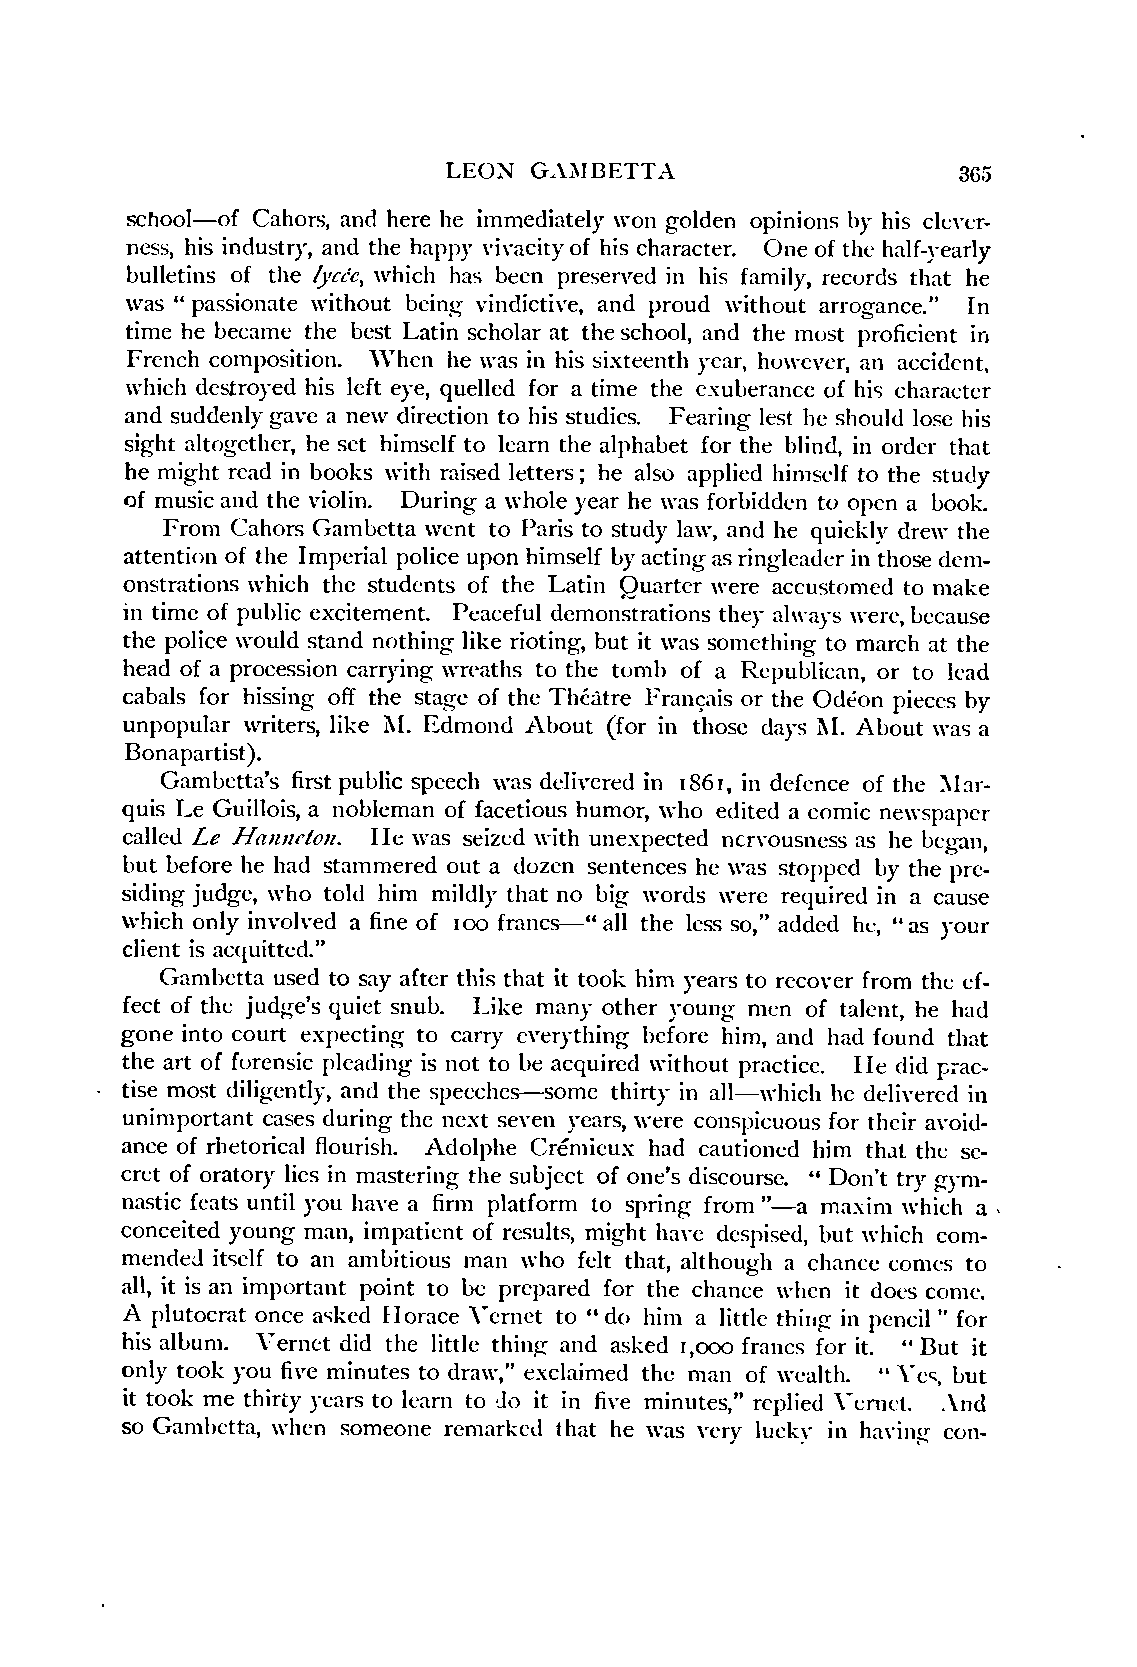 LEON GAMBETTA 365
school—of Cahors, and here he immediately won golden opinions by his clever-
ness, his industry, and the happy vivacity of his character. One of the half-yearly
bulletins of the lycée, which has been preserved in his family, records that he
was “ passionate without being vindictive, and proud without arrogance.” In
time he became the best Latin scholar at the school, and the most proficient in
French composition. When he was in his sixteenth year, however, an accident,
which destroyed his left eye, quelled for a time the exuberance of his character
and suddenly gave a new direction to his studies. Fearing lest he should lose his
sight altogether, he set himself to learn the alphabet for the blind, in order that
he might read in books with raised letters; he also applied himself to the study
of music and the violin. During a whole year he was forbidden to open a book.
From Cahors Gambetta went to Paris to study law, and he quickly drew the
attention of the Imperial police upon himself by acting as ringleader in those dem-
onstrations which the students of the Latin Quarter were accustomed to make
in time of public excitement. Peaceful demonstrations they always were, because
the police would stand nothing like rioting, but it was something to march at the
head of a procession carrying wreaths to the tomb of a Republican, or to lead
cabals for hissing off the stage of the Théâtre Français or the Odéon pieces by
unpopular writers, like M. Edmond About (for in those days M. About was a
Bonapartist).
Gambetta’s first public speech was delivered in 1861, in defence of the Mar-
quis Le Guillois, a nobleman of facetious humor, who edited a comic newspaper
called Le Hanneton. He was seized with unexpected nervousness as he began,
but before he had stammered out a dozen sentences he was stopped by the pre-
siding judge, who told him mildly that no big words were required in a cause
which only involved a fine of 100 francs—“ all the less so,” added he, “as your
client is acquitted.”
Gambetta used to say after this that it took him years to recover from the ef-
fect of the judge’s quiet snub. Like many other young men of talent, he had
gone into court expecting to carry everything before him, and had found that
the art of forensic pleading is not to be acquired without practice. He did prac-
tise most diligently, and the speeches—some thirty in all—which he delivered in
unimportant cases during the next seven years, were conspicuous for their avoid-
ance of rhetorical flourish. Adolphe Crémieux had cautioned him that the se-
cret of oratory lies in mastering the subject of one’s discourse. “ Don’t try gym-
nastic feats until you have a firm platform to spring from ”—a maxim which a
conceited young man, impatient of results, might have despised, but which com-
mended itself to an ambitious man who felt that, although a chance comes to
all, it is an important point to be prepared for the chance when it does come.
A plutocrat once asked Horace Vernet to “ do him a little thing in pencil ” for
his album. Vernet did the little thing and asked 1,000 francs for it. “ But it
only took you five minutes to draw,” exclaimed the man of wealth. “ Yes, but
it took me thirty years to learn to do it in five minutes,” replied Vernet. And
so Gambetta, when someone remarked that he was very lucky in having con-